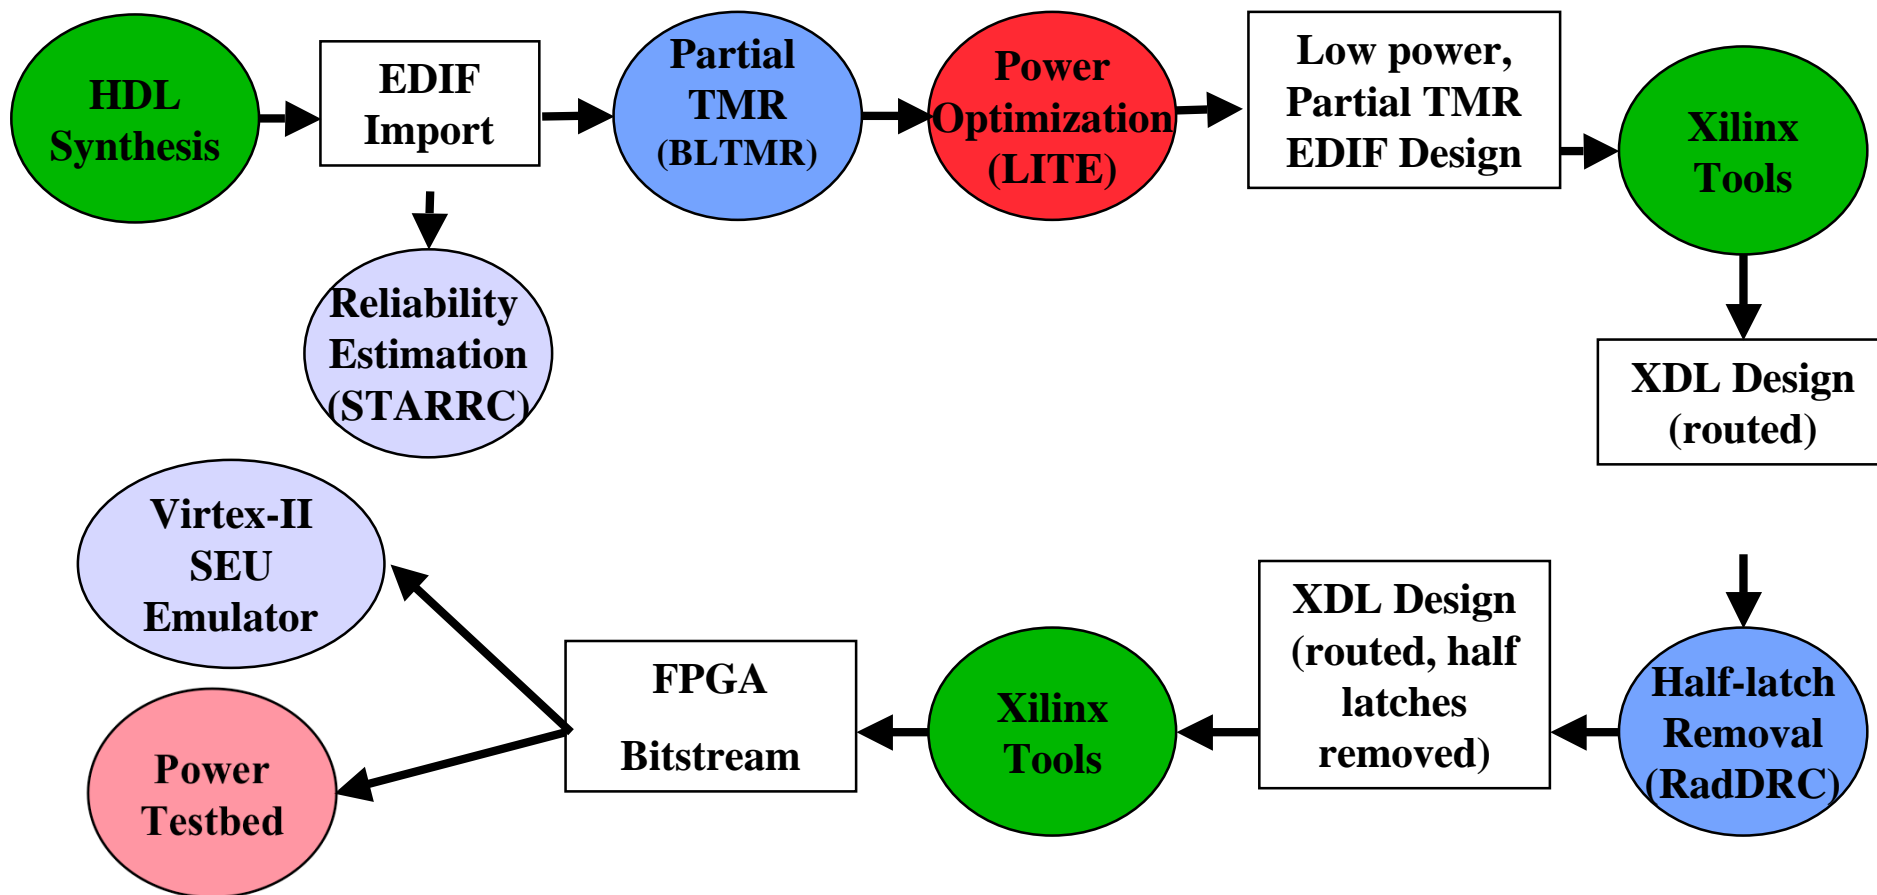 HDL
Synthesis
EDIF
Import
Partial
TMR
(BLTMR)
Power
Optimization
(LITE)
Low power,
Partial TMR
EDIF Design
Xilinx
Tools
Reliability
Estimation
(STARRC)
XDL Design
(routed)
Virtex-II
SEU
Emulator
Power
Testbed
FPGA
Bitstream
Xilinx
Tools
XDL Design
(routed, half
latches
removed)
Half-latch
Removal
(RadDRC)